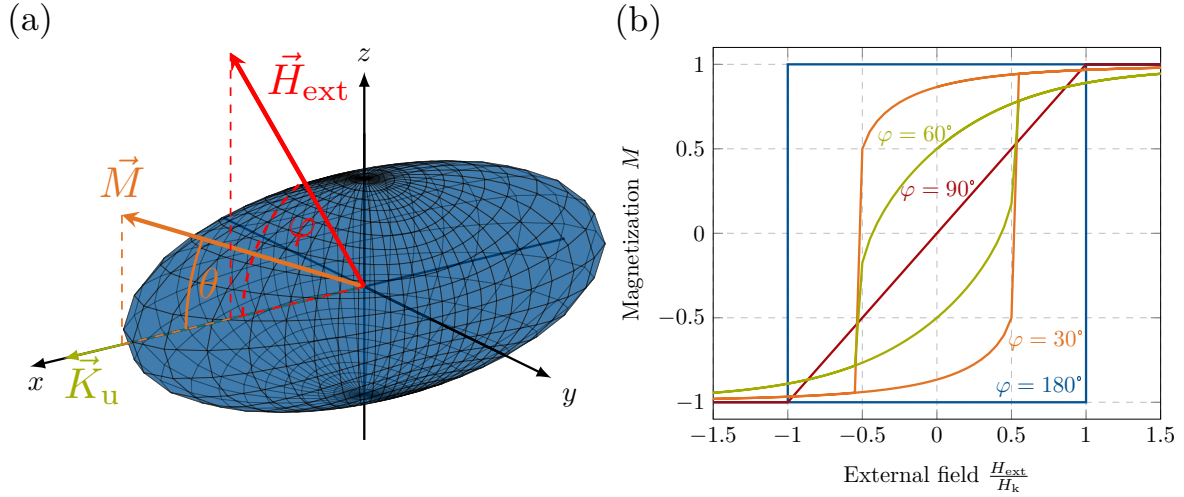 (a)
(b)
z
H⃗ext
M⃗
φ
θ
x
K⃗u
y
Magnetization M
1
0.5
0
−0.5
−1
φ = 60°
φ = 90°
φ = 30°
φ = 180°
−1.5 −1 −0.5 0 0.5 1 1.5
External field Hext/Hk